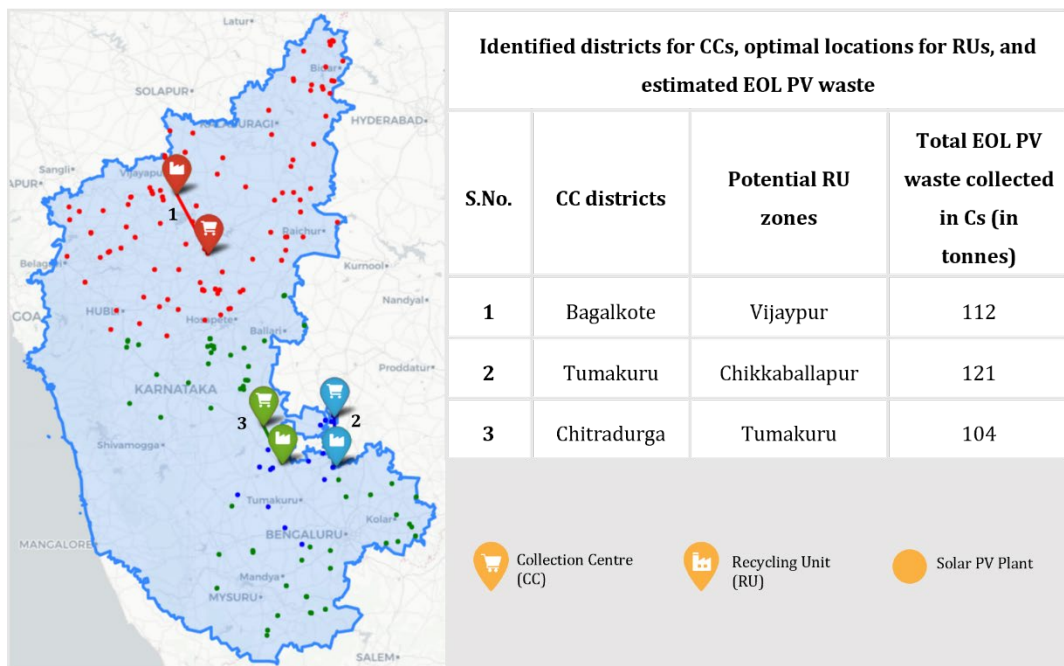 Latur
Bidar
SOLAPUR
KALABURAGI
HYDERABAD
Sangli
Vijayapur
1
Raichur
Belagavi
Kurnool
Nandyal
GOA
HUBLI
Hosapete
Ballari
Proddatur
KARNATAKA
3
2
Shivamogga
Tumakuru
Kolar
BENGALURU
MANGALORE
Mandya
MYSURU
SALEM
Identified districts for CCs, optimal locations for RUs, and
estimated EOL PV waste
S.No.
CC districts
Potential RU
zones
Total EOL PV
waste collected
in Cs (in
tonnes)
1 Bagalkote Vijaypur 112
2 Tumakuru Chikkaballapur 121
3 Chitradurga Tumakuru 104
Collection Centre
(CC)
Recycling Unit
(RU)
Solar PV Plant